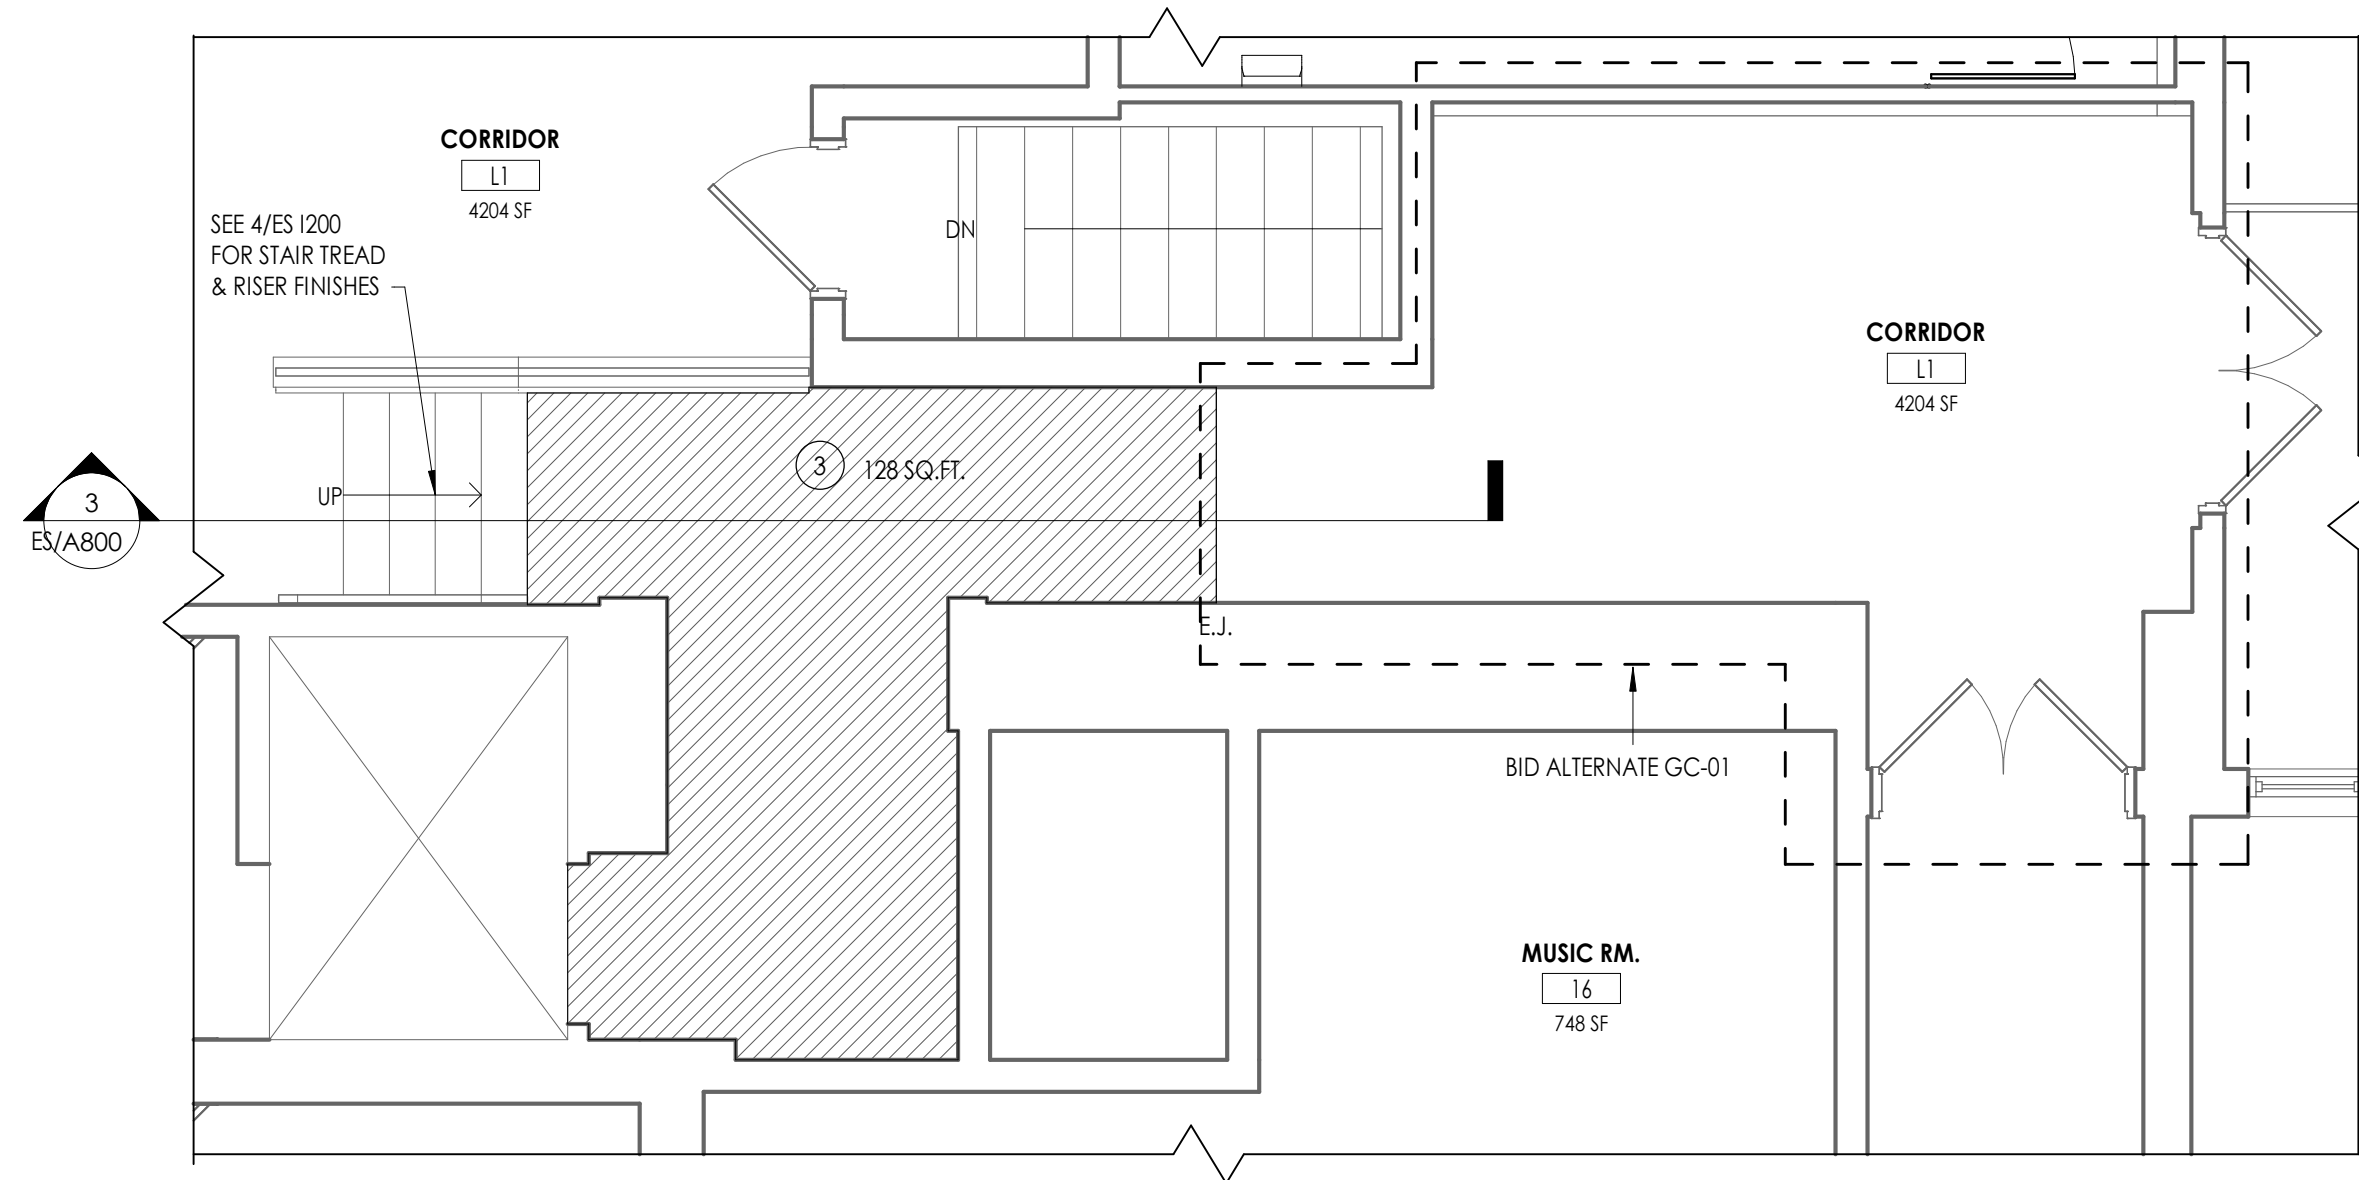 CORRIDOR
L1
4204 SF
SEE 4/ES I200
FOR STAIR TREAD
& RISER FINISHES
DN
CORRIDOR
L1
4204 SF
3
128 SQ.FT.
UP
3
ES/A800
E.J.
BID ALTERNATE GC-01
MUSIC RM.
16
748 SF